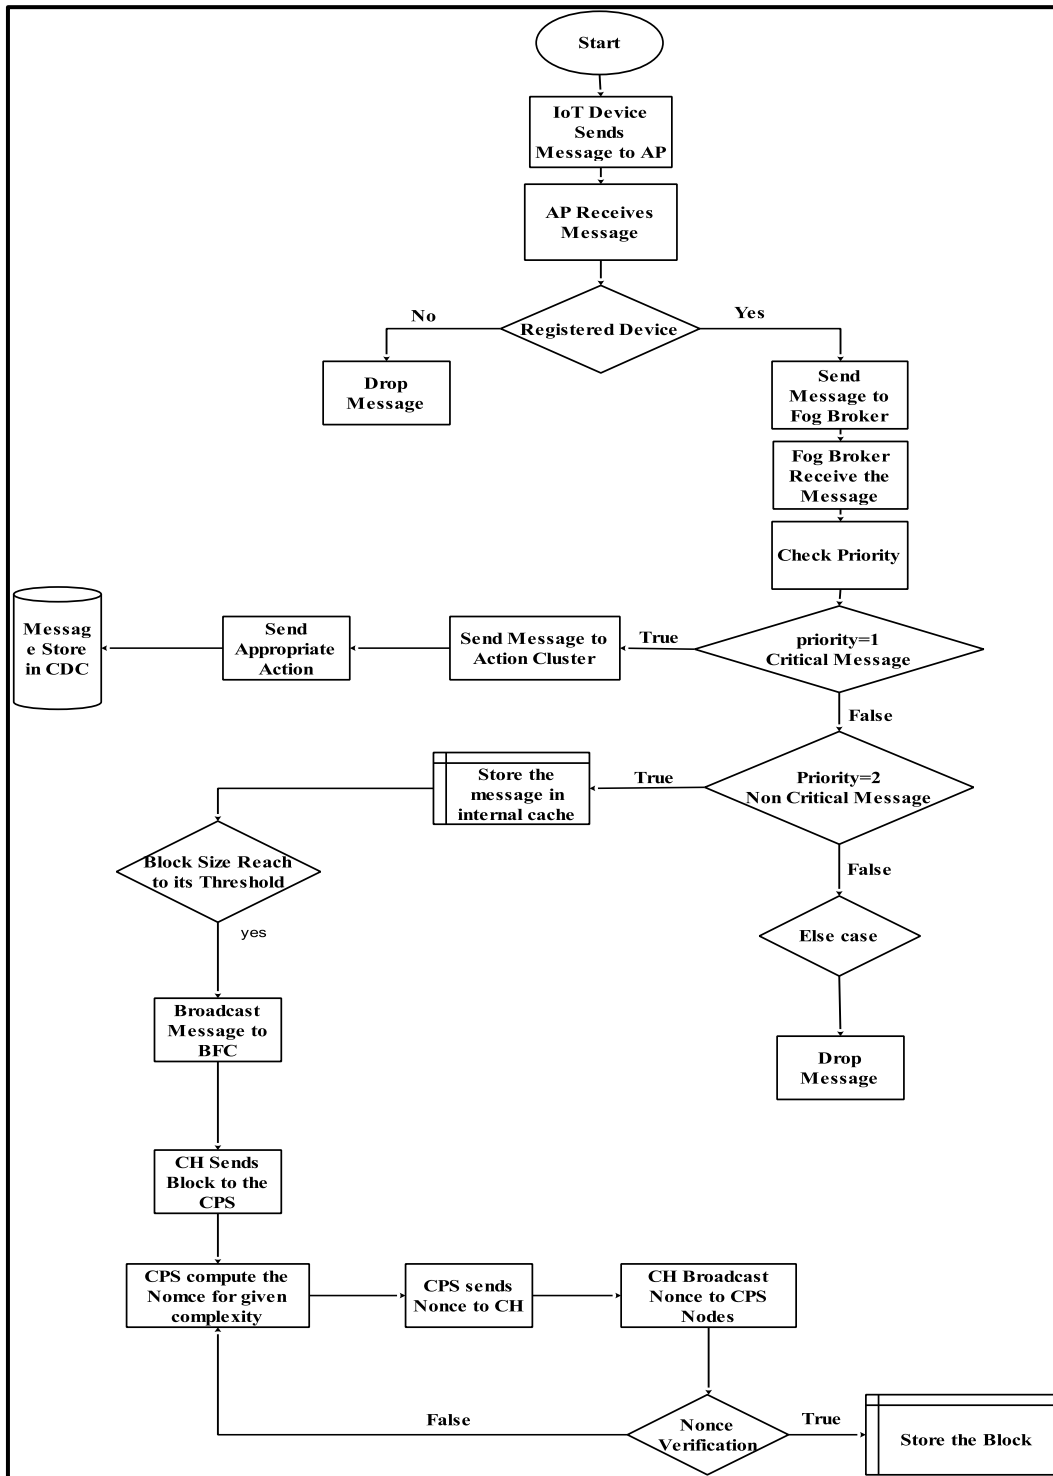 Start
IoT Device
Sends
Message to AP
AP Receives
Message
Registered Device
No
Yes
Drop
Message
Send
Message to
Fog Broker
Fog Broker
Receive the
Message
Check Priority
priority=1
Critical Message
True
Send Message to
Action Cluster
Send
Appropriate
Action
Messag
e Store
in CDC
False
Priority=2
Non Critical Message
True
Store the
message in
internal cache
Block Size Reach
to its Threshold
yes
False
Else case
Drop
Message
Broadcast
Message to
BFC
CH Sends
Block to the
CPS
CPS compute the
Nomce for given
complexity
CPS sends
Nonce to CH
CH Broadcast
Nonce to CPS
Nodes
Nonce
Verification
False
True
Store the Block